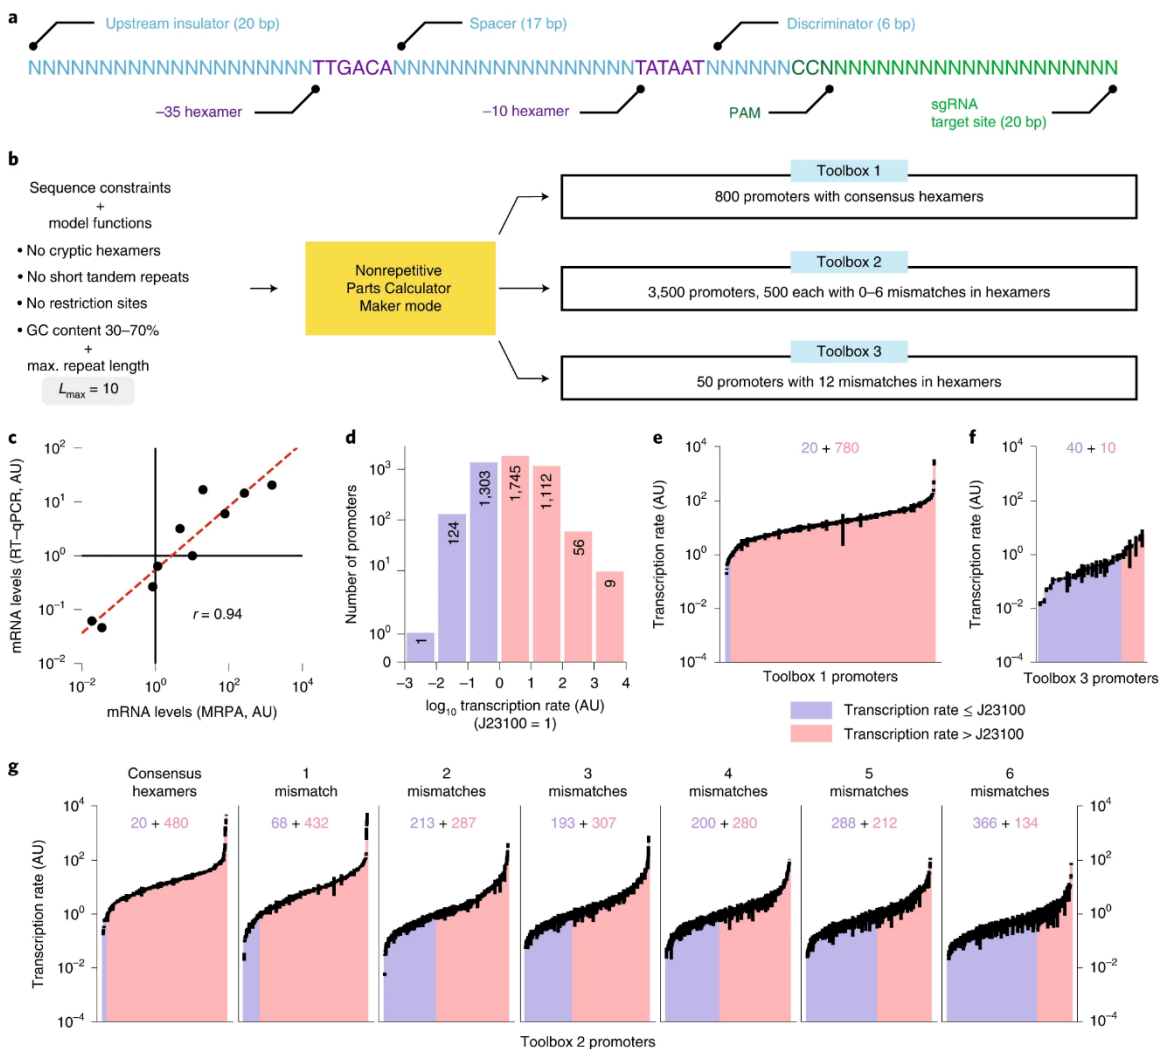 a
Upstream insulator (20 bp)
Spacer (17 bp)
Discriminator (6 bp)
NNNNNNNNNNNNNNNNNNNNTTGACANNNNNNNNNNNNNNNNNTATAATNNNNNNCCNNNNNNNNNNNNNNNNNNNNN
–35 hexamer
–10 hexamer
PAM
sgRNA
target site (20 bp)
b
Sequence constraints
+
model functions
• No cryptic hexamers
• No short tandem repeats
• No restriction sites
• GC content 30–70%
+
max. repeat length
Lmax = 10
Nonrepetitive
Parts Calculator
Maker mode
Toolbox 1
800 promoters with consensus hexamers
Toolbox 2
3,500 promoters, 500 each with 0–6 mismatches in hexamers
Toolbox 3
50 promoters with 12 mismatches in hexamers
c
mRNA levels (RT–qPCR, AU)
10² 10¹ 10⁰ 10⁻¹ 10⁻²
r = 0.94
10⁻² 10⁰ 10² 10⁴
mRNA levels (MRPA, AU)
d
Number of promoters
10³ 10² 10¹ 10⁰ 0
1 124 1,303 1,745 1,112 56 9
–3 –2 –1 0 1 2 3 4
log₁₀ transcription rate (AU)
(J23100 = 1)
e
Transcription rate (AU)
10⁴ 10² 10⁰ 10⁻² 10⁻⁴
20 + 780
Toolbox 1 promoters
f
Transcription rate (AU)
10⁴ 10² 10⁰ 10⁻² 10⁻⁴
40 + 10
Toolbox 3 promoters
Transcription rate ≤ J23100
Transcription rate > J23100
g
Transcription rate (AU)
10⁴ 10² 10⁰ 10⁻² 10⁻⁴
Consensus
hexamers
20 + 480
1
mismatch
68 + 432
2
mismatches
213 + 287
3
mismatches
193 + 307
4
mismatches
200 + 280
5
mismatches
288 + 212
6
mismatches
366 + 134
10⁴ 10² 10⁰ 10⁻² 10⁻⁴
Toolbox 2 promoters